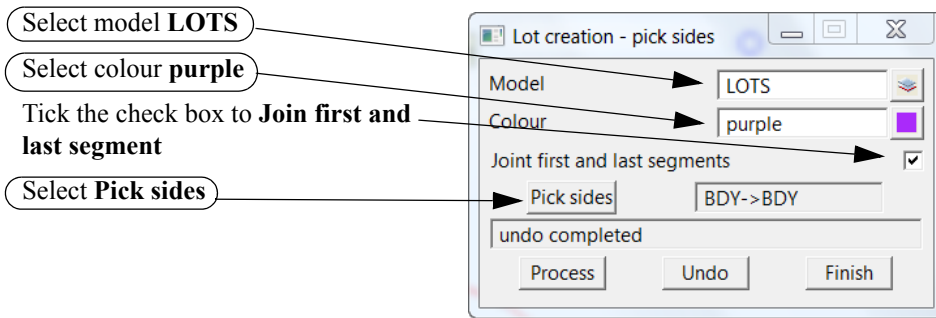 Select model LOTS
Select colour purple
Tick the check box to Join first and
last segment
Select Pick sides
Lot creation - pick sides
Model LOTS
Colour purple
Joint first and last segments
Pick sides BDY->BDY
undo completed
Process Undo Finish